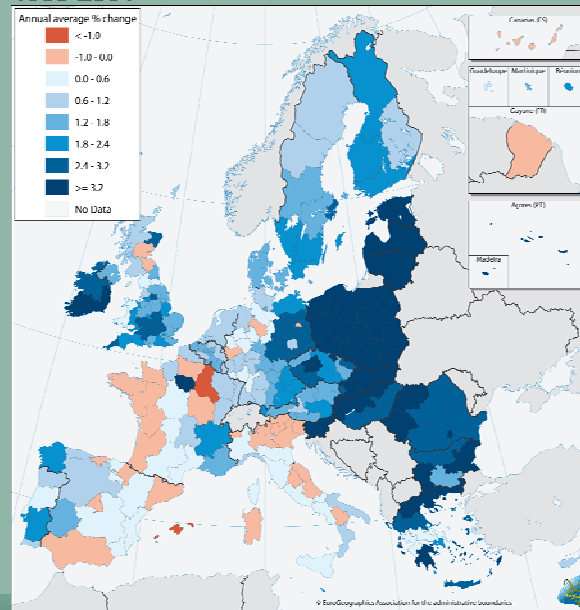 Annual average % change
< -1.0
-1.0 - 0.0
0.0 - 0.6
0.6 - 1.2
1.2 - 1.8
1.8 - 2.4
2.4 - 3.2
>= 3.2
No Data
Canarias (ES)
Guadeloupe Martinique Réunion
Guyane (FR)
Açores (PT)
Madeira
© EuroGeographics Association for the administrative boundaries